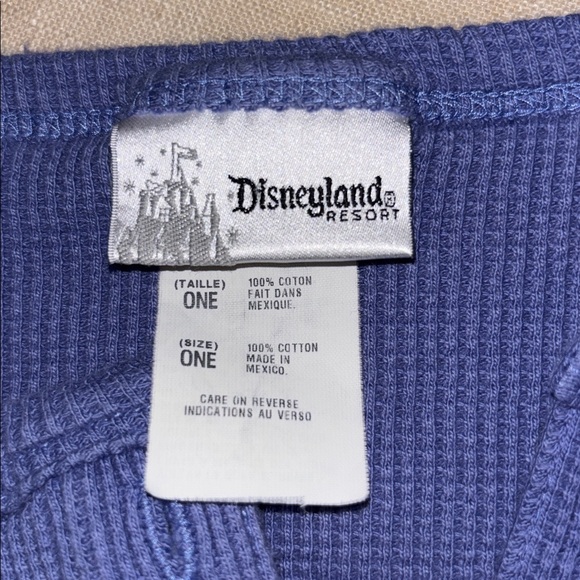 Disneyland
RESORT
(TAILLE)
ONE
100% COTON
FAIT DANS
MEXIQUE.
(SIZE)
ONE
100% COTTON
MADE IN
MEXICO.
CARE ON REVERSE
INDICATIONS AU VERSO